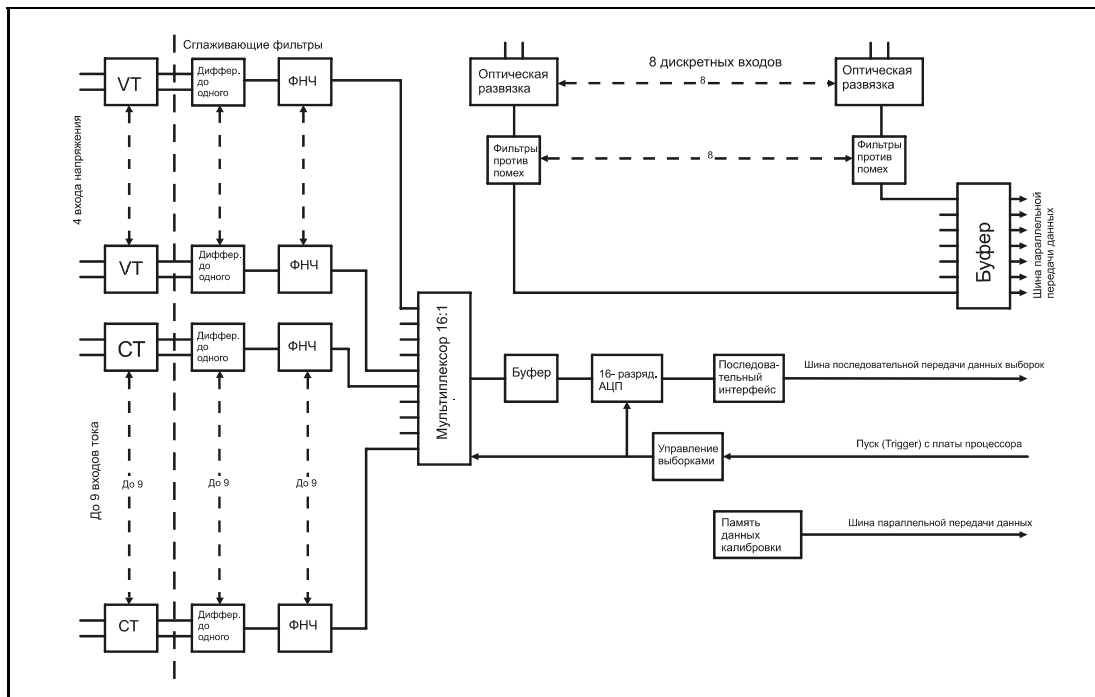 Сглаживающие фильтры
VT
Диффер.
до
одного
ФНЧ
4 входа напряжения
VT
Диффер.
до
одного
ФНЧ
CT
Диффер.
до
одного
ФНЧ
До 9 входов тока
До 9
До 9
До 9
CT
Диффер.
до
одного
ФНЧ
Мультиплексор 16:1
Оптическая
развязка
8 дискретных входов
8
Оптическая
развязка
Фильтры
против
помех
8
Фильтры
против
помех
Буфер
Шина параллельной
передачи данных
Буфер
16– разряд.
АЦП
Последова-
тельный
интерфейс
Шина последовательной передачи данных выборок
Управление
выборками
Пуск (Trigger) с платы процессора
Память
данных
калибровки
Шина параллельной передачи данных